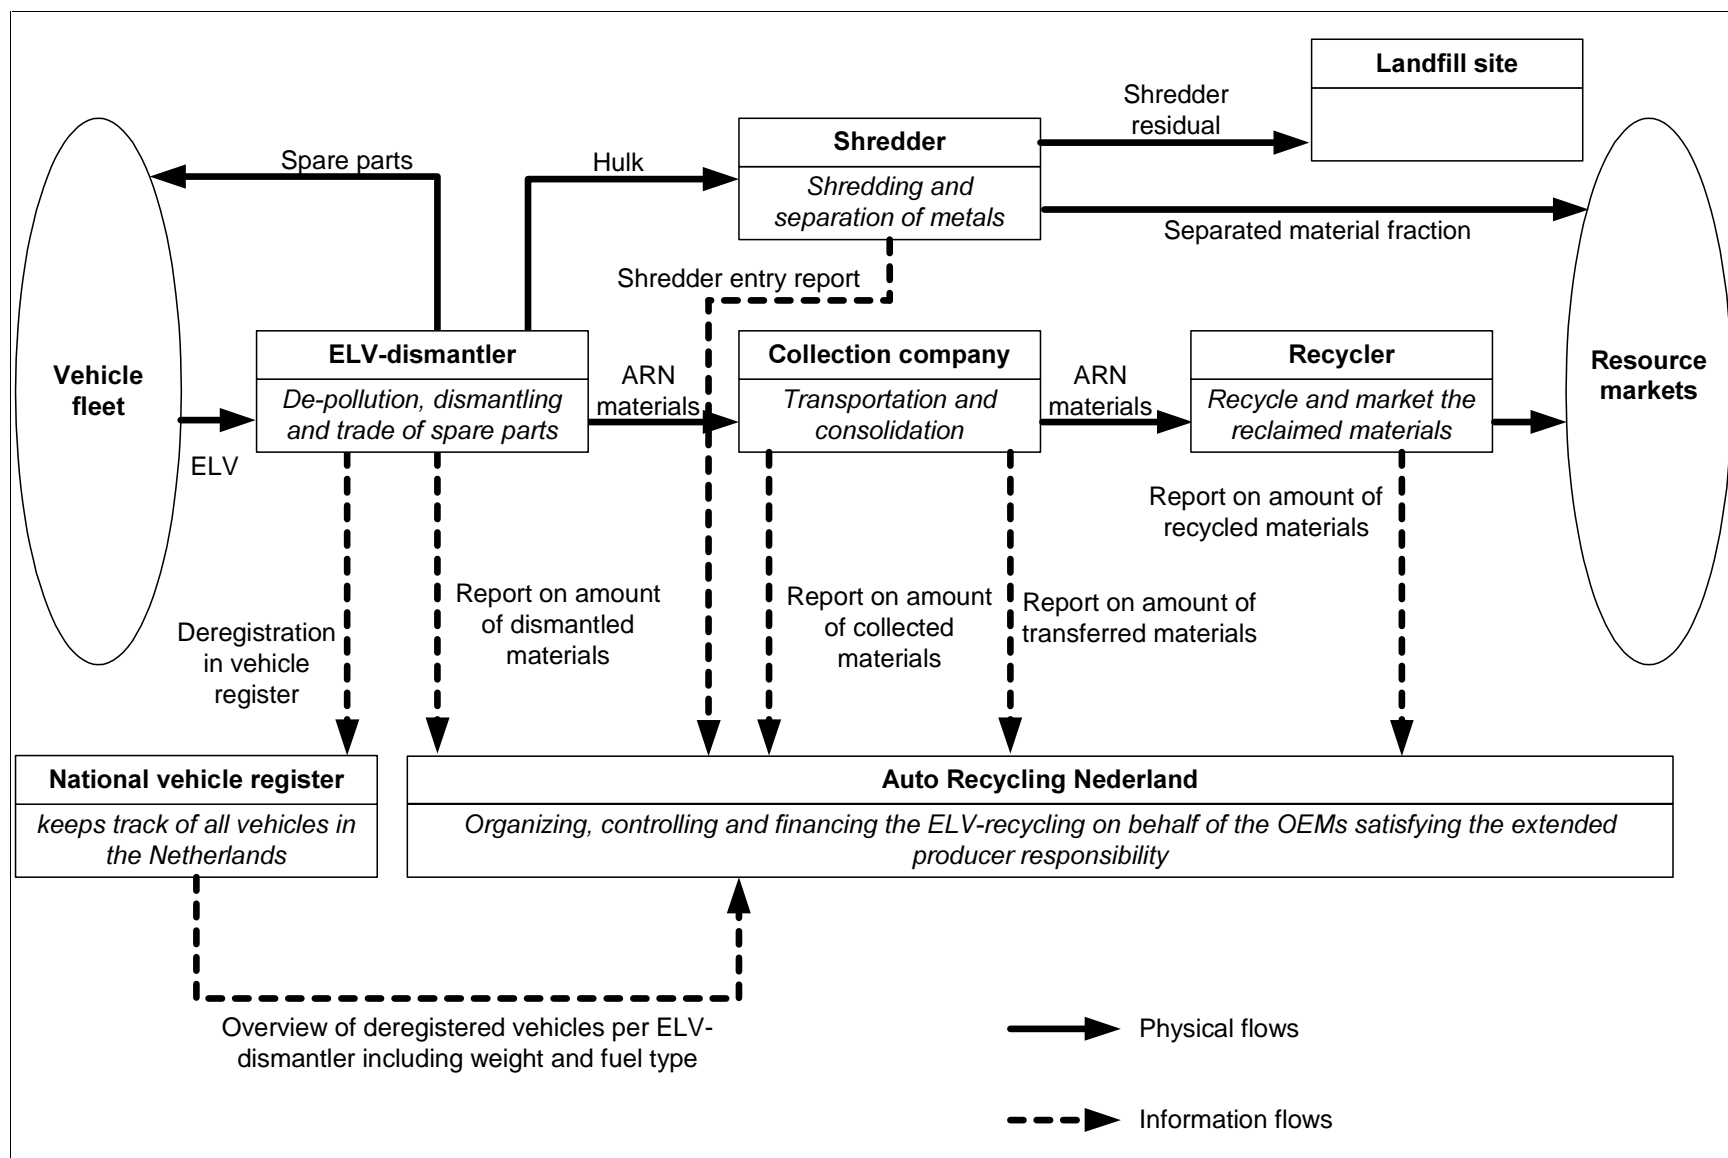 Landfill site
Shredder
residual
Shredder
Shredding and
separation of metals
Spare parts
Hulk
Separated material fraction
Shredder entry report
Vehicle
fleet
ELV-dismantler
De-pollution, dismantling
and trade of spare parts
ARN
materials
Collection company
Transportation and
consolidation
ARN
materials
Recycler
Recycle and market the
reclaimed materials
Resource
markets
ELV
Report on amount of
recycled materials
Deregistration
in vehicle
register
Report on amount
of dismantled
materials
Report on amount
of collected
materials
Report on amount of
transferred materials
National vehicle register
keeps track of all vehicles in
the Netherlands
Auto Recycling Nederland
Organizing, controlling and financing the ELV-recycling on behalf of the OEMs satisfying the extended
producer responsibility
Overview of deregistered vehicles per ELV-
dismantler including weight and fuel type
Physical flows
Information flows